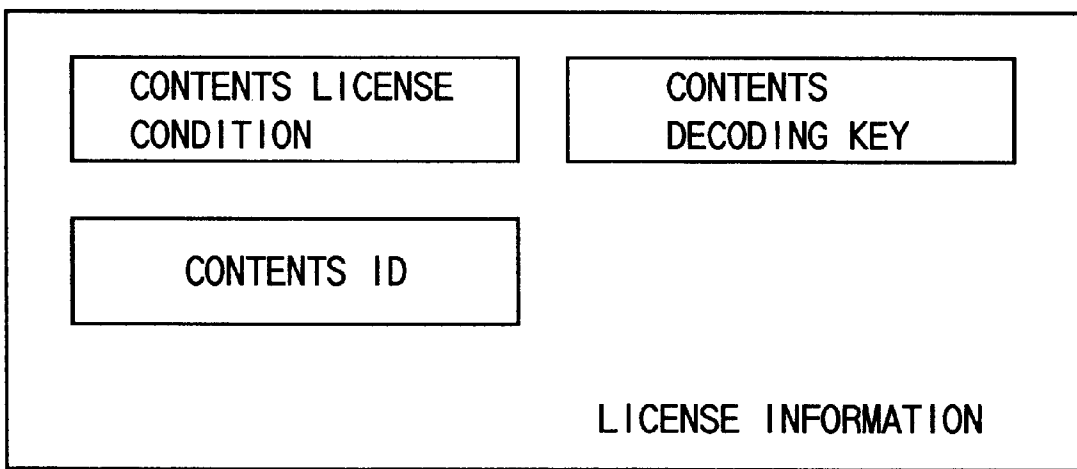 CONTENTS LICENSE
CONDITION
CONTENTS
DECODING KEY
CONTENTS ID
LICENSE INFORMATION